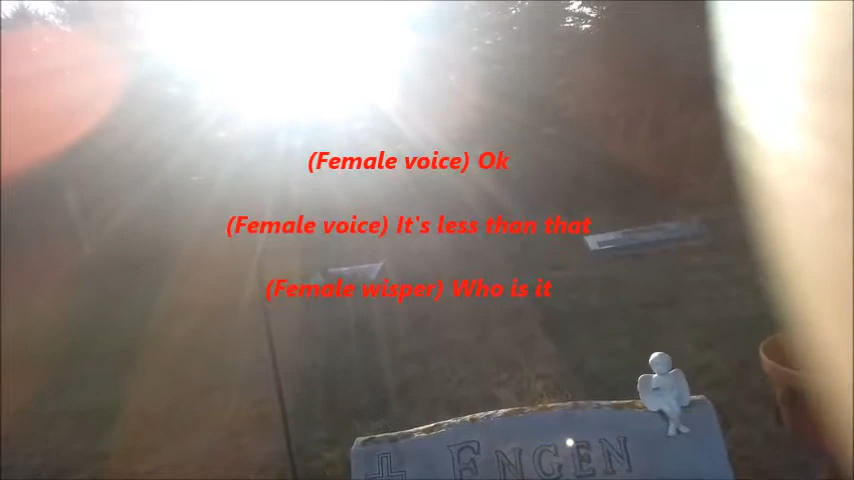 (Female voice) Ok
(Female voice) It's less than that
(Female wisper) Who is it
ENGEN